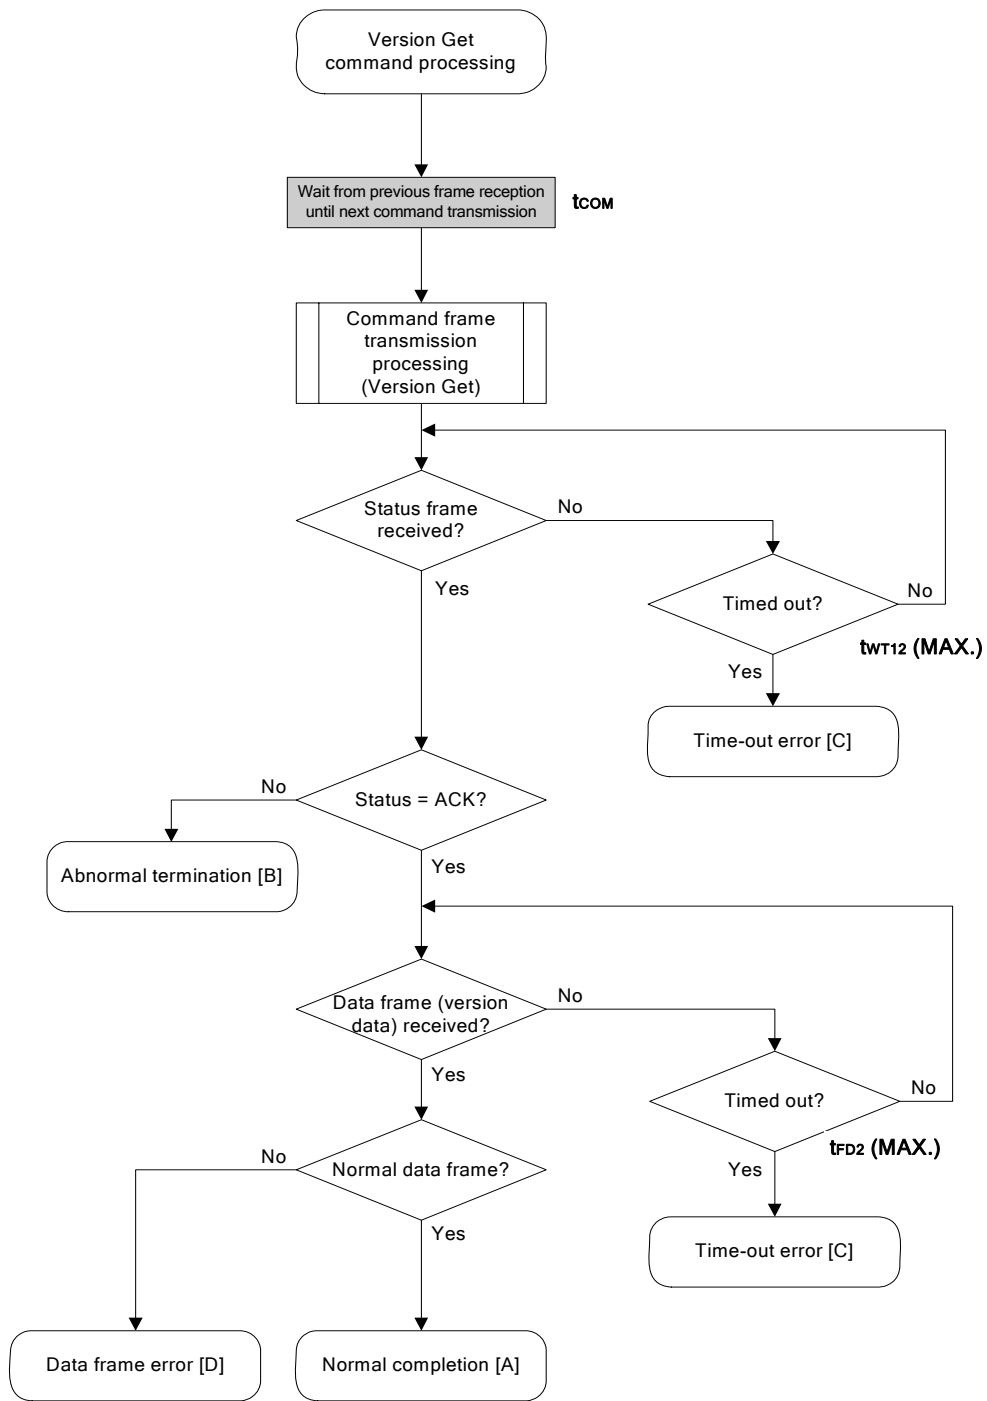 Version Get
command processing
Wait from previous frame reception
until next command transmission
tCOM
Command frame
transmission
processing
(Version Get)
Status frame
received?
No
Yes
Timed out?
No
tWT12 (MAX.)
Yes
Time-out error [C]
Status = ACK?
No
Abnormal termination [B]
Yes
Data frame (version
data) received?
No
Yes
Timed out?
No
tFD2 (MAX.)
Yes
Time-out error [C]
Normal data frame?
No
Yes
Data frame error [D]
Normal completion [A]